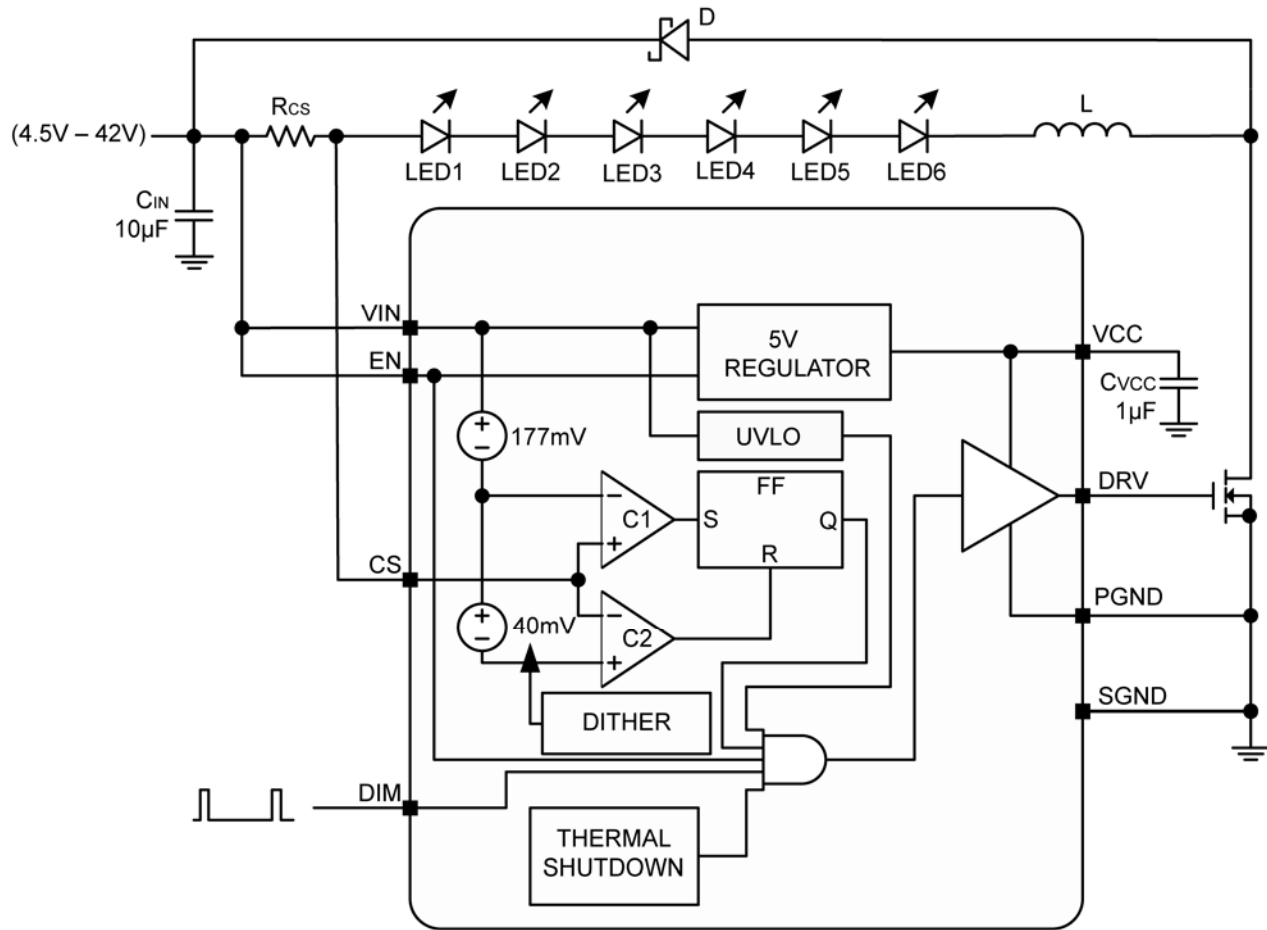 D
(4.5V – 42V)
RCS
L
LED1
LED2
LED3
LED4
LED5
LED6
CIN
10µF
VIN
5V
REGULATOR
VCC
EN
CVCC
1µF
+
−
177mV
UVLO
FF
DRV
−
C1
+
S
Q
R
CS
PGND
+
−
40mV
−
C2
+
SGND
DITHER
DIM
THERMAL
SHUTDOWN